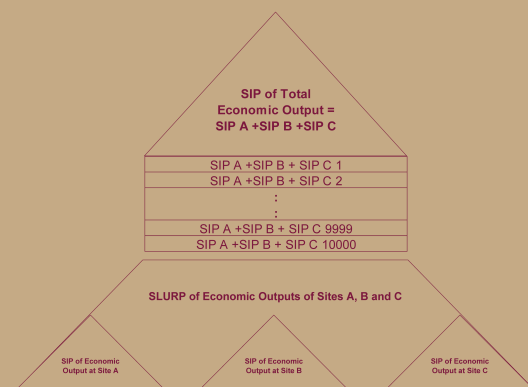 SIP of Total
Economic Output =
SIP A +SIP B +SIP C
SIP A +SIP B + SIP C 1
SIP A +SIP B + SIP C 2
:
:
SIP A +SIP B + SIP C 9999
SIP A +SIP B + SIP C 10000
SLURP of Economic Outputs of Sites A, B and C
SIP of Economic
Output at Site A
SIP of Economic
Output at Site B
SIP of Economic
Output at Site C